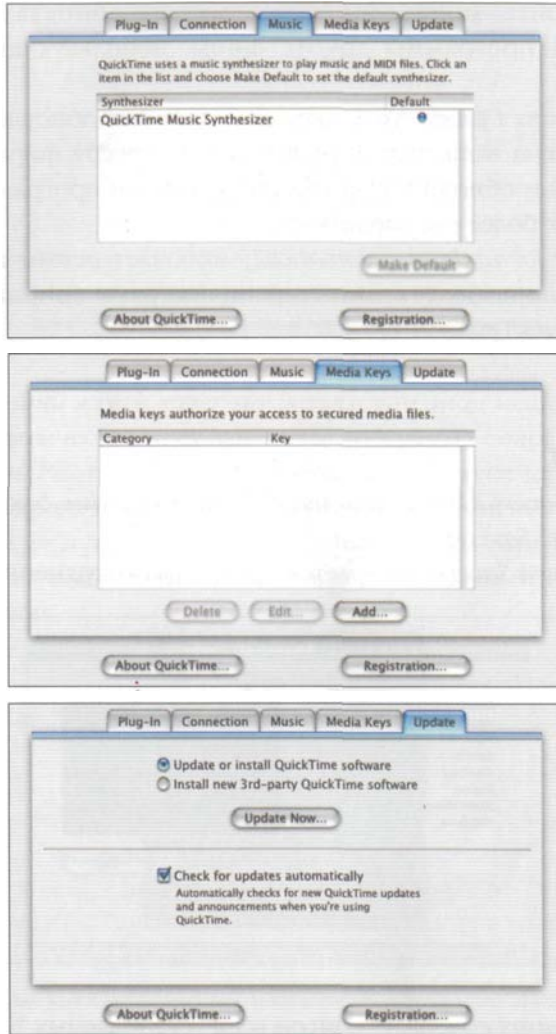 Plug-In Connection Music Media Keys Update
QuickTime uses a music synthesizer to play music and MIDI files. Click an
item in the list and choose Make Default to set the default synthesizer.
Synthesizer Default
QuickTime Music Synthesizer
Make Default
About QuickTime... Registration...
Plug-In Connection Music Media Keys Update
Media keys authorize your access to secured media files.
Category Key
Delete Edit... Add...
About QuickTime... Registration...
Plug-In Connection Music Media Keys Update
Update or install QuickTime software
Install new 3rd-party QuickTime software
Update Now...
Check for updates automatically
Automatically checks for new QuickTime updates
and announcements when you're using
QuickTime.
About QuickTime... Registration...